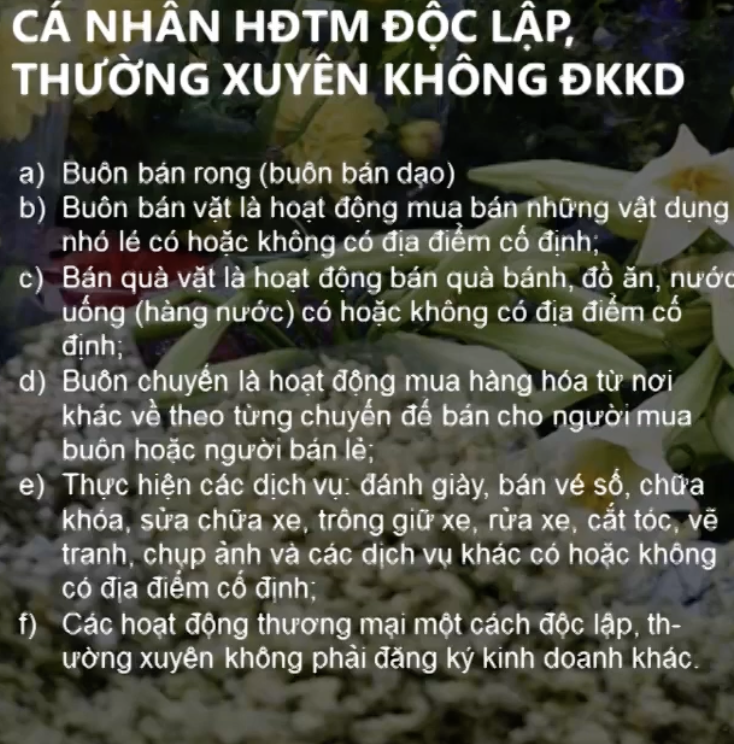 CÁ NHÂN HĐTM ĐỘC LẬP,
THƯỜNG XUYÊN KHÔNG ĐKKD
a) Buôn bán rong (buôn bán dạo)
b) Buôn bán vặt là hoạt động mua bán những vật dụng
nhỏ lẻ có hoặc không có địa điểm cố định;
c) Bán quà vặt là hoạt động bán quà bánh, đồ ăn, nước
uống (hàng nước) có hoặc không có địa điểm cố
định;
d) Buôn chuyến là hoạt động mua hàng hóa từ nơi
khác về theo từng chuyến để bán cho người mua
buôn hoặc người bán lẻ;
e) Thực hiện các dịch vụ: đánh giày, bán vé số, chữa
khóa, sửa chữa xe, trông giữ xe, rửa xe, cắt tóc, vẽ
tranh, chụp ảnh và các dịch vụ khác có hoặc không
có địa điểm cố định;
f) Các hoạt động thương mại một cách độc lập, th-
ường xuyên không phải đăng ký kinh doanh khác.